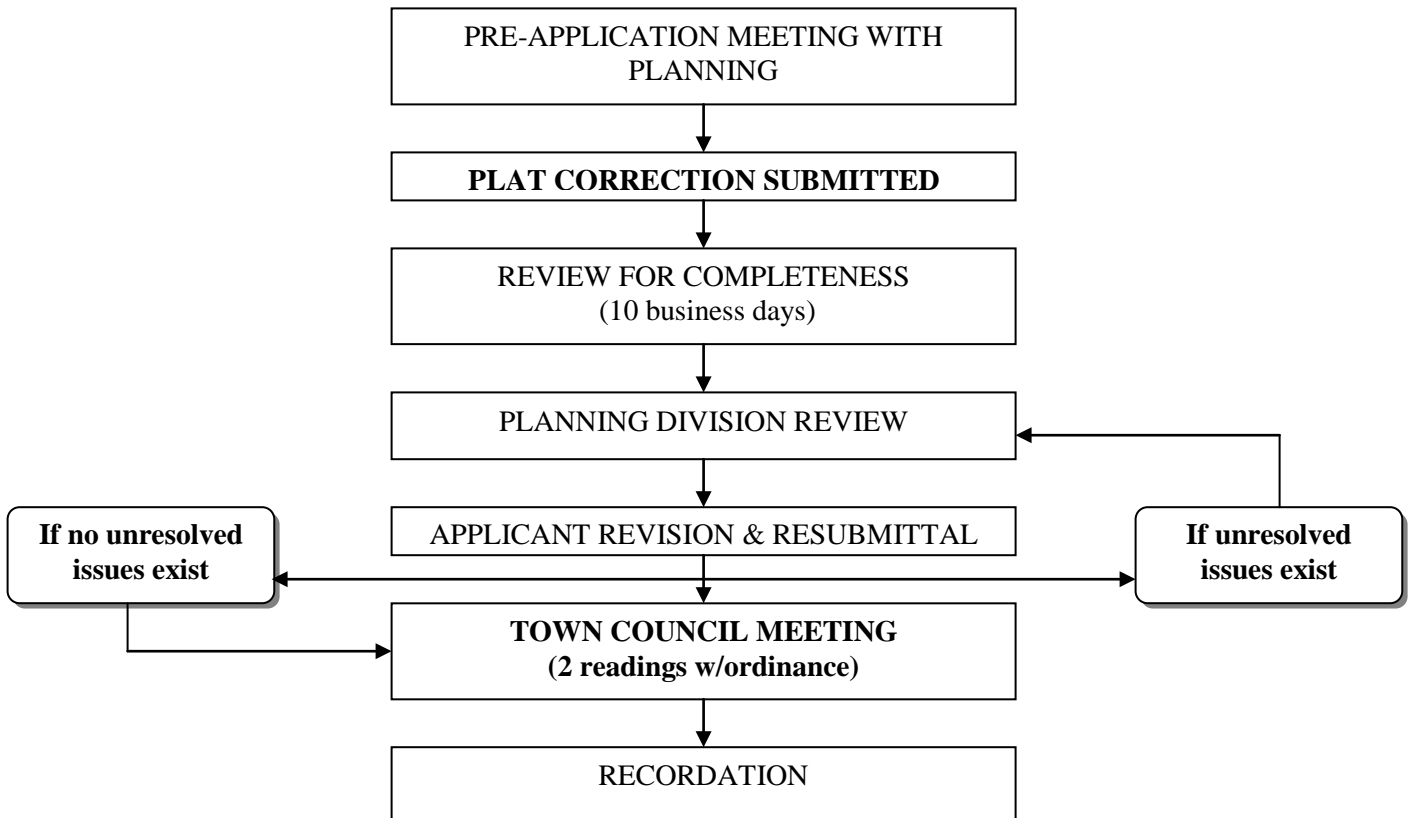 PRE-APPLICATION MEETING WITH
PLANNING
PLAT CORRECTION SUBMITTED
REVIEW FOR COMPLETENESS
(10 business days)
PLANNING DIVISION REVIEW
APPLICANT REVISION & RESUBMITTAL
If no unresolved
issues exist
If unresolved
issues exist
TOWN COUNCIL MEETING
(2 readings w/ordinance)
RECORDATION